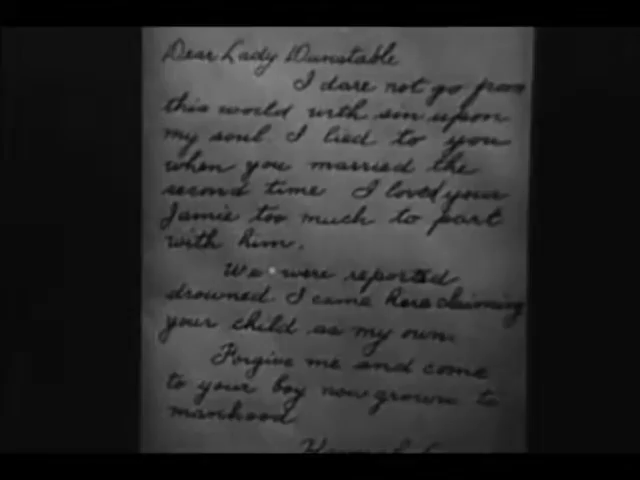 Dear Lady Dunstable
I dare not go from
this world with sin upon
my soul. I lied to you
when you married the
second time I loved your
Jamie too much to part
with him.
We were reported
drowned. I came here claiming
your child as my own.
Forgive me and come
to your boy now grown to
manhood.
Hannah